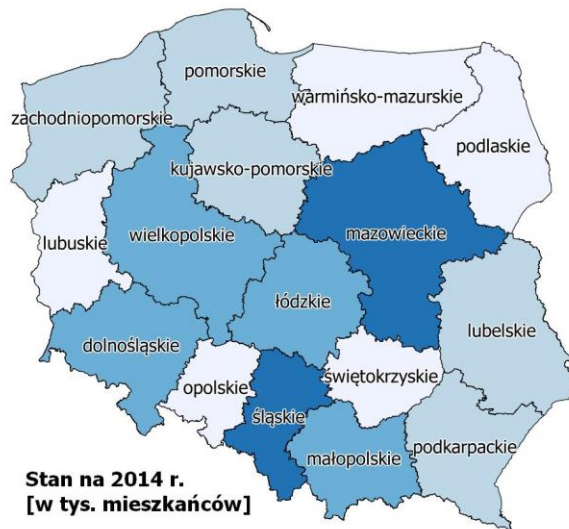 pomorskie
warmińsko-mazurskie
zachodniopomorskie
podlaskie
kujawsko-pomorskie
mazowieckie
wielkopolskie
lubuskie
łódzkie
lubelskie
dolnośląskie
opolskie
świętokrzyskie
śląskie
podkarpackie
małopolskie
Stan na 2014 r.
[w tys. mieszkańców]